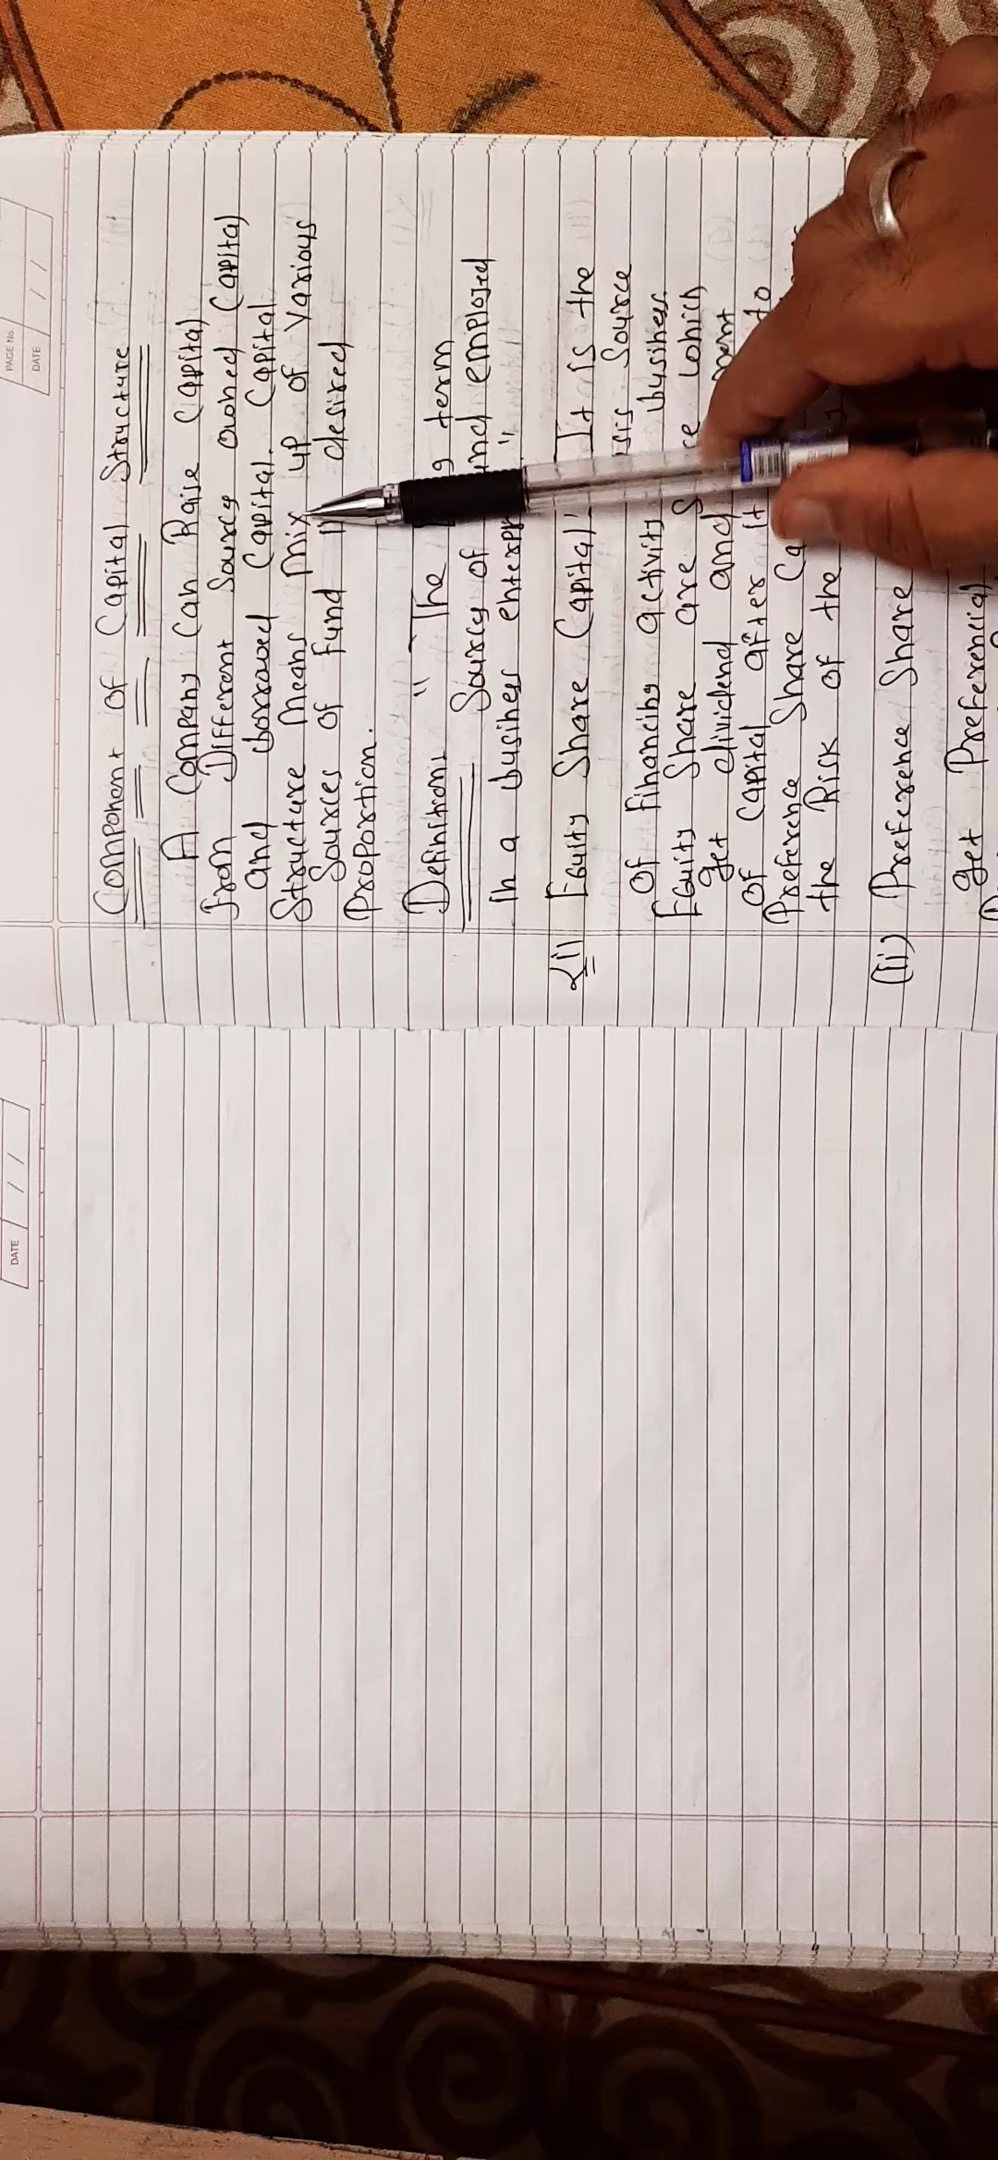 PAGE No.
DATE / /
Component of Capital Structure
A Company Can Raise Capital
From Different Sources owned Capital
and borrowed Capital. Capital
Structure means mix up of various
Sources of Fund desired
Proportion.
Definition "The term
Sources of employed
in a business "
(i) Equity Share Capital It is the
Source
of Financing activity business.
Equity Share are which
get dividend and
of Capital after it to
Preference Share
the Risk of the
(ii) Preference Share
get Preferencial
DATE / /